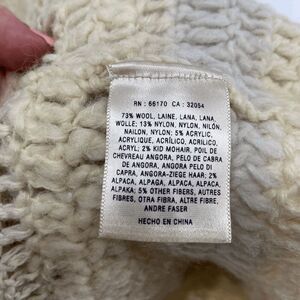 RN : 66170 CA : 32054
73% WOOL, LAINE, LANA, LANA,
WOLLE; 13% NYLON, NYLON, NILÓN,
NAILON, NYLON; 5% ACRYLIC,
ACRYLIQUE, ACRÍLICO, ACRILICO,
ACRYL; 2% KID MOHAIR, POIL DE
CHEVREAU ANGORA, PELO DE CABRA
DE ANGORA, ANGORA PELO DI
CAPRA, ANGORA-ZIEGE HAAR; 2%
ALPACA, ALPAGA, ALPACA, ALPACA,
ALPAKA; 5% OTHER FIBERS, AUTRES
FIBRES, OTRA FIBRA, ALTRE FIBRE,
ANDRE FASER
HECHO EN CHINA